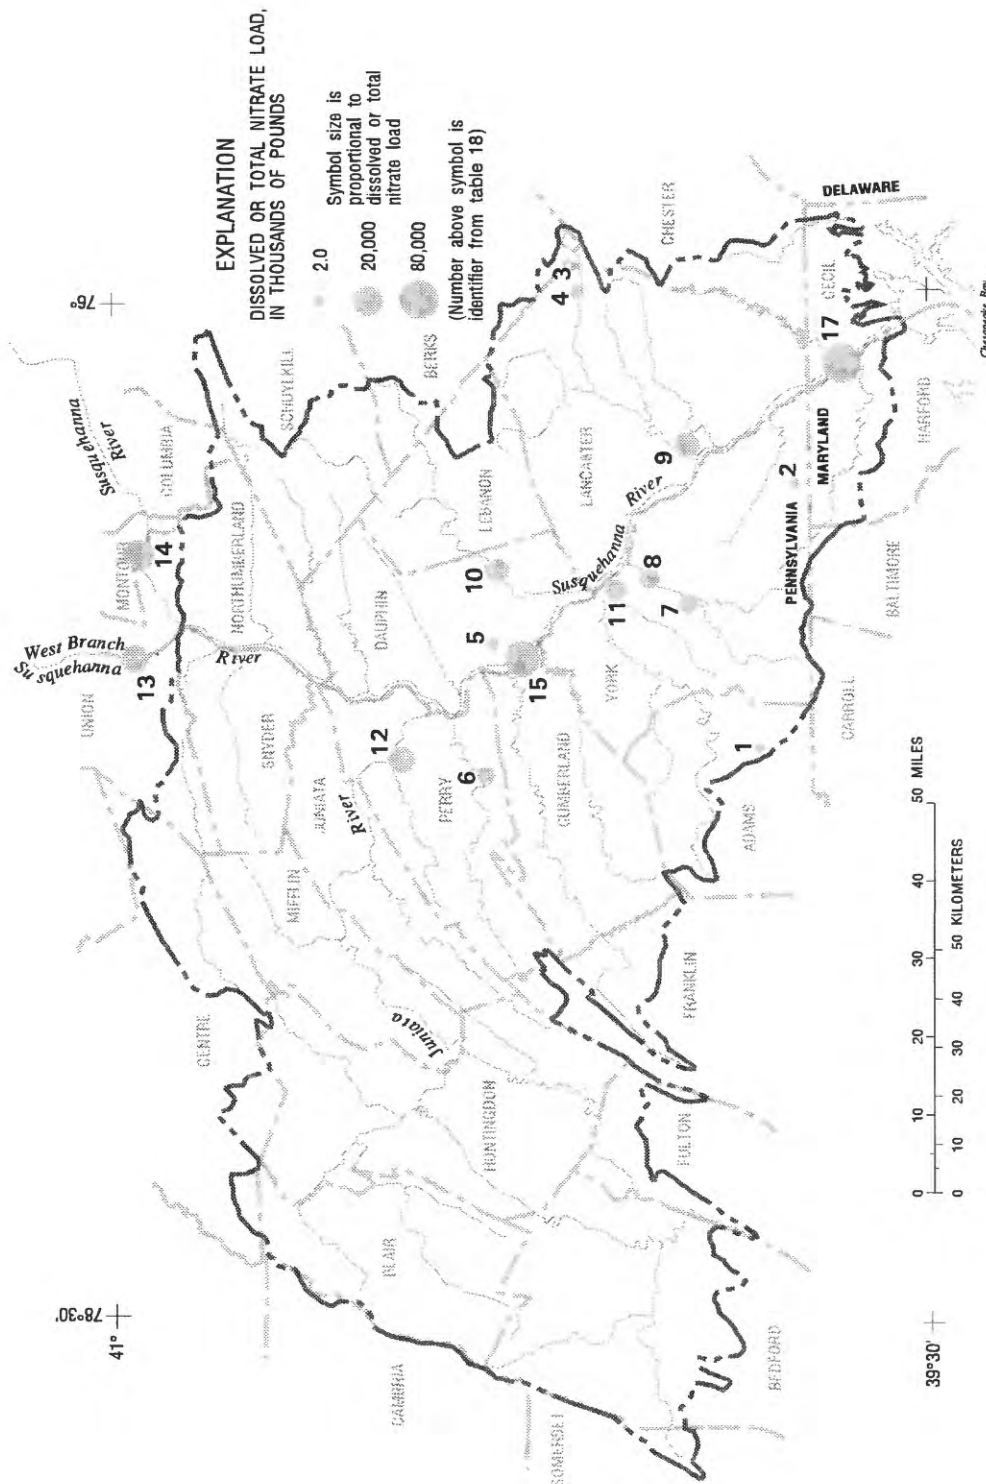 EXPLANATION
DISSOLVED OR TOTAL NITRATE LOAD,
IN THOUSANDS OF POUNDS
2.0
20,000
80,000
Symbol size is
proportional to
dissolved or total
nitrate load
(Number above symbol is
identifier from table 18)
78°30'
76°
41°
39°30'
Susquehanna
River
West Branch
Susquehanna
River
Juniata
River
Susquehanna
River
Chesapeake Bay
UNION
MONTOUR
COLUMBIA
CENTRE
SNYDER
NORTHUMBERLAND
SCHUYLKILL
MIFFLIN
JUNIATA
DAUPHIN
BERKS
CAMBRIA
BLAIR
HUNTINGDON
PERRY
LEBANON
CUMBERLAND
LANCASTER
CHESTER
SOMERSET
BEDFORD
FULTON
FRANKLIN
ADAMS
YORK
PENNSYLVANIA
MARYLAND
DELAWARE
CARROLL
BALTIMORE
HARFORD
CECIL
13
14
12
6
5
15
10
4
3
11
8
7
9
1
2
17
0 10 20 30 40 50 MILES
0 10 20 30 40 50 KILOMETERS